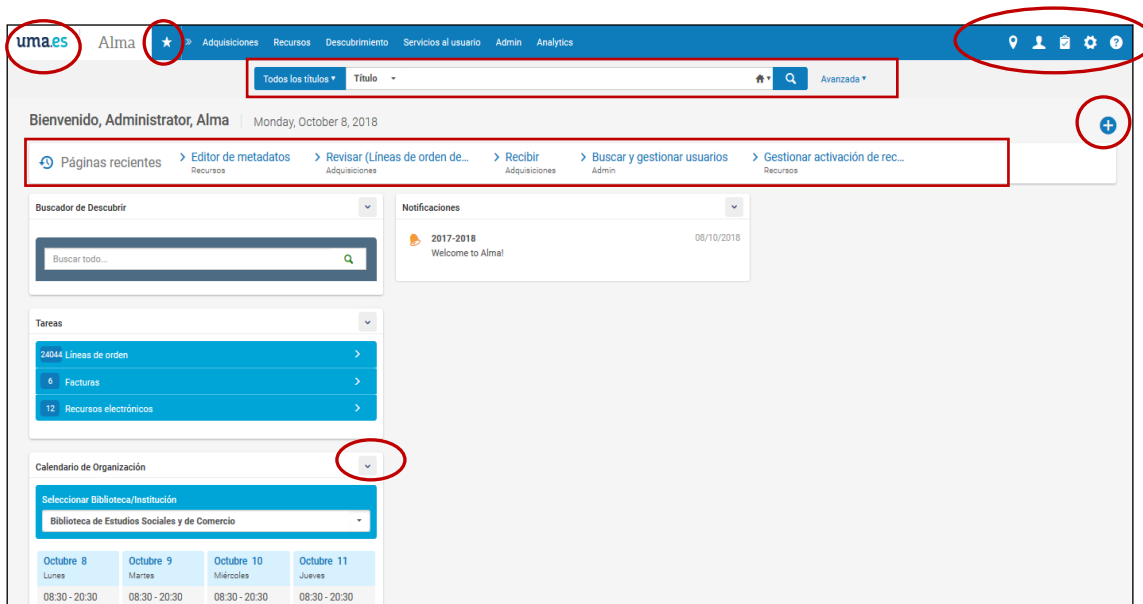 uma.es Alma Adquisiciones Recursos Descubrimiento Servicios al usuario Admin Analytics
Todos los títulos Título Avanzada
Bienvenido, Administrator, Alma Monday, October 8, 2018
Páginas recientes > Editor de metadatos > Revisar (Líneas de orden de... > Recibir > Buscar y gestionar usuarios > Gestionar activación de rec...
Recursos Adquisiciones Adquisiciones Admin Recursos
Buscador de Descubrir
Buscar todo...
Notificaciones
2017-2018 08/10/2018
Welcome to Alma!
Tareas
24044 Líneas de orden
6 Facturas
12 Recursos electrónicos
Calendario de Organización
Seleccionar Biblioteca/Institución
Biblioteca de Estudios Sociales y de Comercio
Octubre 8 Octubre 9 Octubre 10 Octubre 11
Lunes Martes Miércoles Jueves
08:30 - 20:30 08:30 - 20:30 08:30 - 20:30 08:30 - 20:30